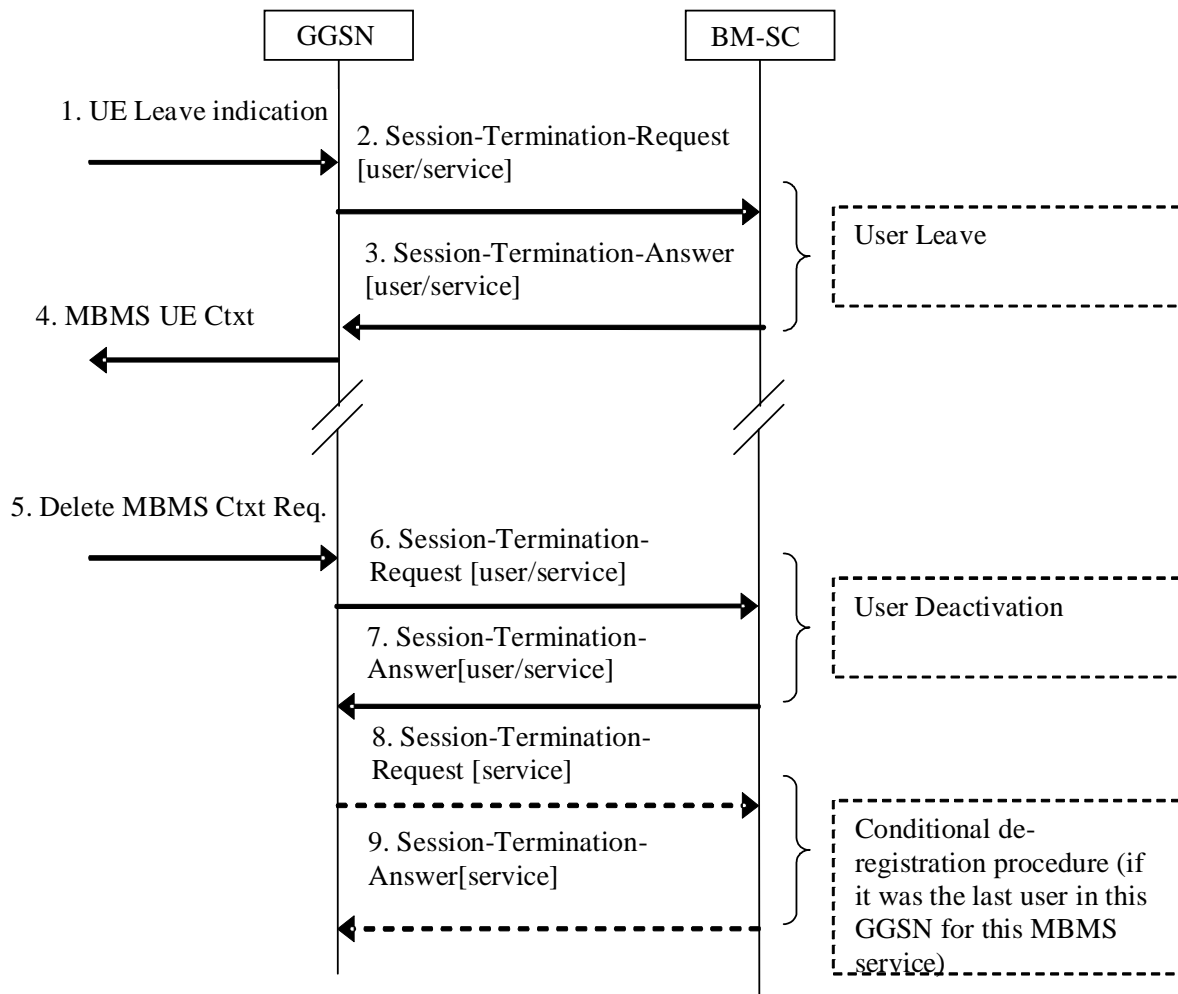 GGSN
BM-SC
1. UE Leave indication
2. Session-Termination-Request
[user/service]
3. Session-Termination-Answer
[user/service]
User Leave
4. MBMS UE Ctxt
5. Delete MBMS Ctxt Req.
6. Session-Termination-
Request [user/service]
7. Session-Termination-
Answer[user/service]
User Deactivation
8. Session-Termination-
Request [service]
9. Session-Termination-
Answer[service]
Conditional de-
registration procedure (if
it was the last user in this
GGSN for this MBMS
service)